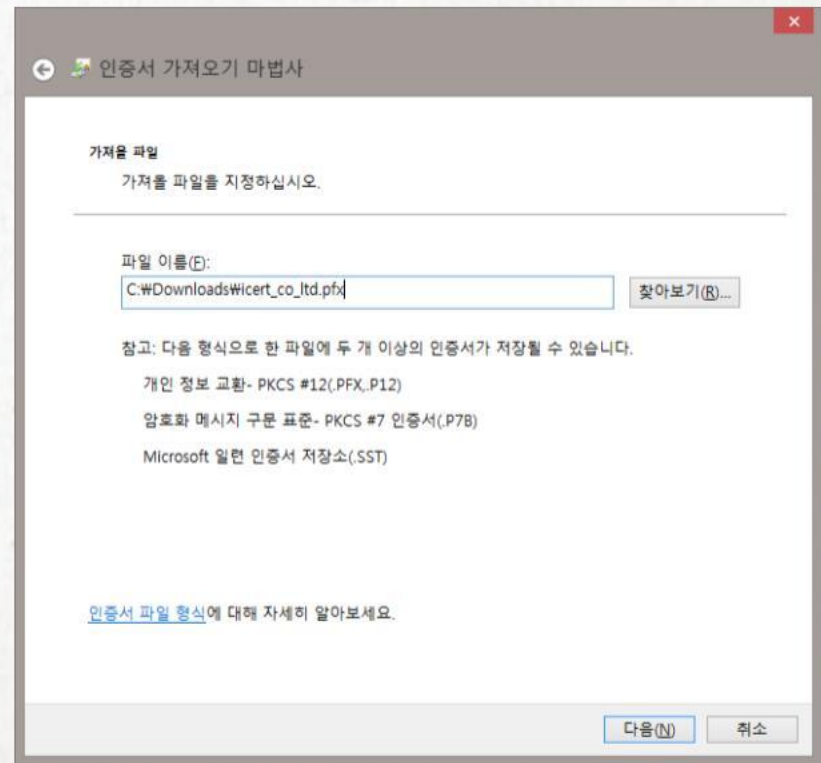 인증서 가져오기 마법사
가져올 파일
가져올 파일을 지정하십시오.
파일 이름(F):
C:₩Downloads₩icert_co_ltd.pfx
찾아보기(R)...
참고: 다음 형식으로 한 파일에 두 개 이상의 인증서가 저장될 수 있습니다.
개인 정보 교환- PKCS #12(.PFX,.P12)
암호화 메시지 구문 표준- PKCS #7 인증서(.P7B)
Microsoft 일련 인증서 저장소(.SST)
인증서 파일 형식에 대해 자세히 알아보세요.
다음(N)
취소